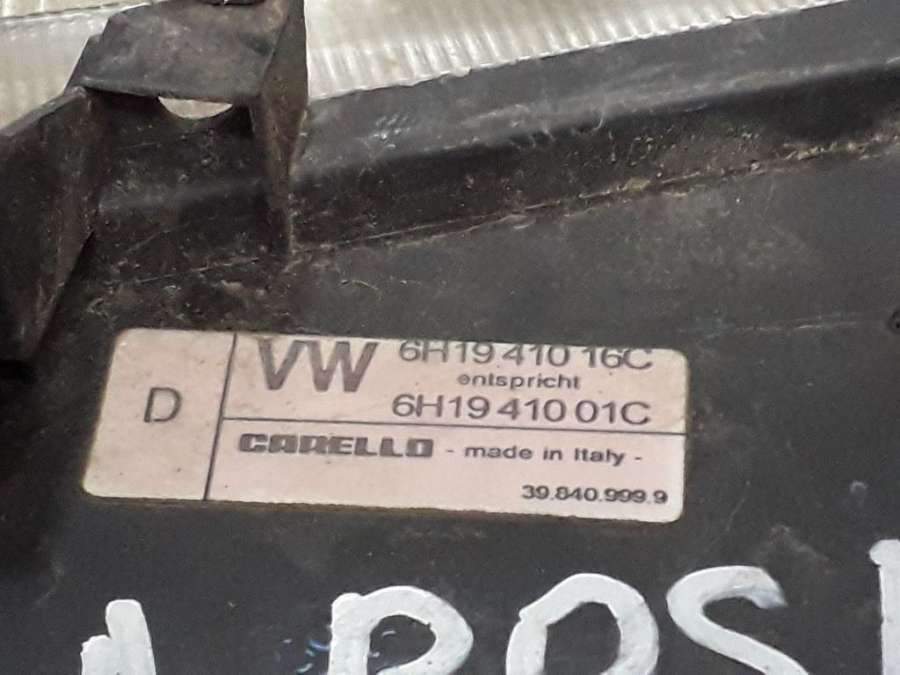 VW 6H19 410 16C
entspricht
D
6H19 410 01C
CARELLO - made in Italy -
39.840.999.9